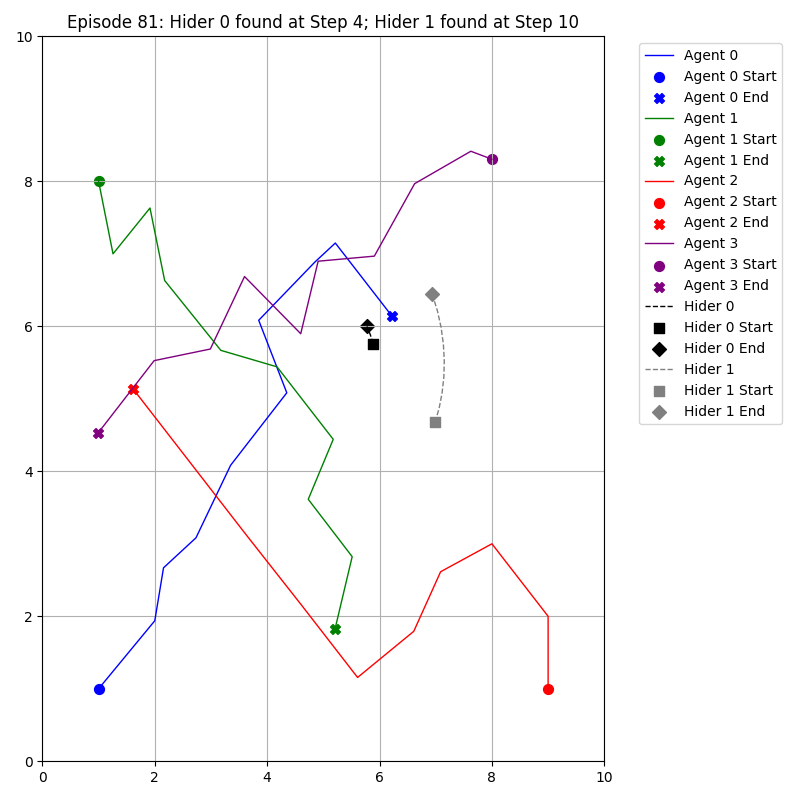 Episode 81: Hider 0 found at Step 4; Hider 1 found at Step 10
10
8
6
4
2
0
0
2
4
6
8
10
Agent 0
Agent 0 Start
Agent 0 End
Agent 1
Agent 1 Start
Agent 1 End
Agent 2
Agent 2 Start
Agent 2 End
Agent 3
Agent 3 Start
Agent 3 End
Hider 0
Hider 0 Start
Hider 0 End
Hider 1
Hider 1 Start
Hider 1 End